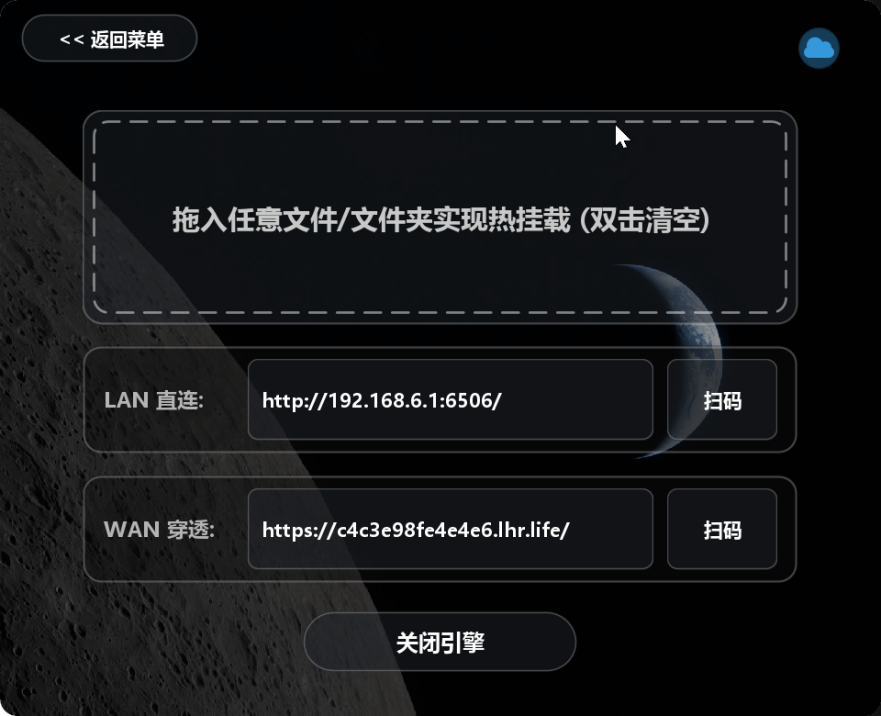 << 返回菜单
拖入任意文件/文件夹实现热挂载 (双击清空)
LAN 直连:
http://192.168.6.1:6506/
扫码
WAN 穿透:
https://c4c3e98fe4e4e6.lhr.life/
扫码
关闭引擎